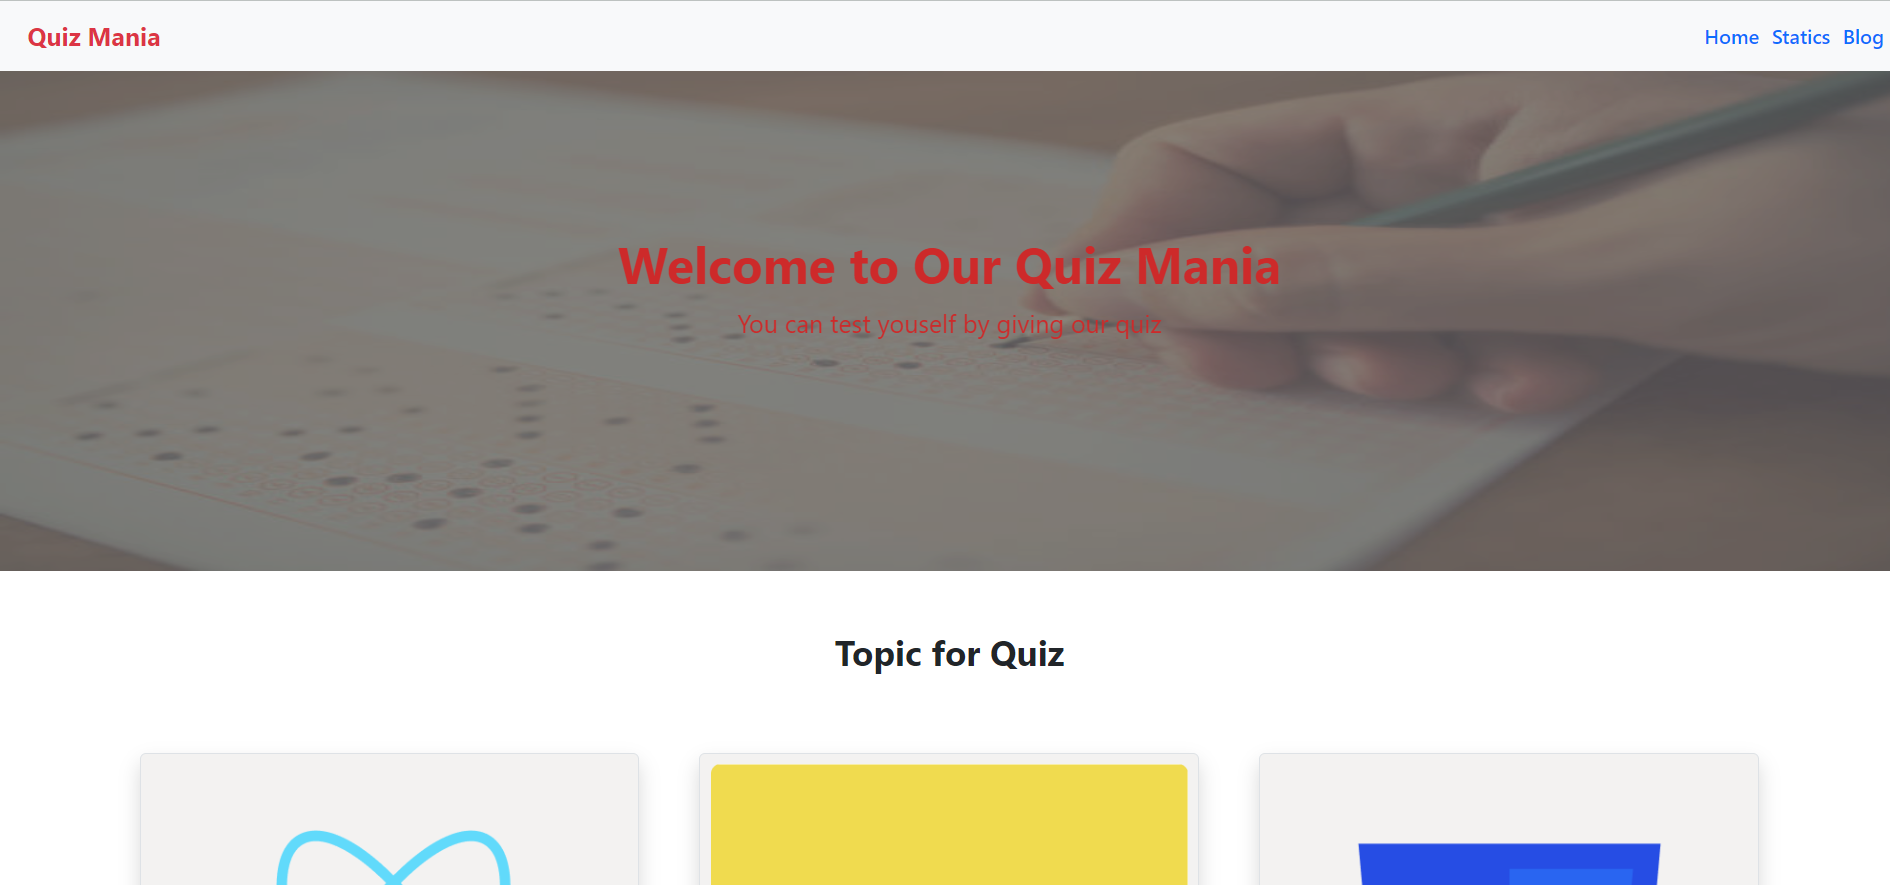 Quiz Mania
Home Statics Blog
Welcome to Our Quiz Mania
You can test youself by giving our quiz
Topic for Quiz